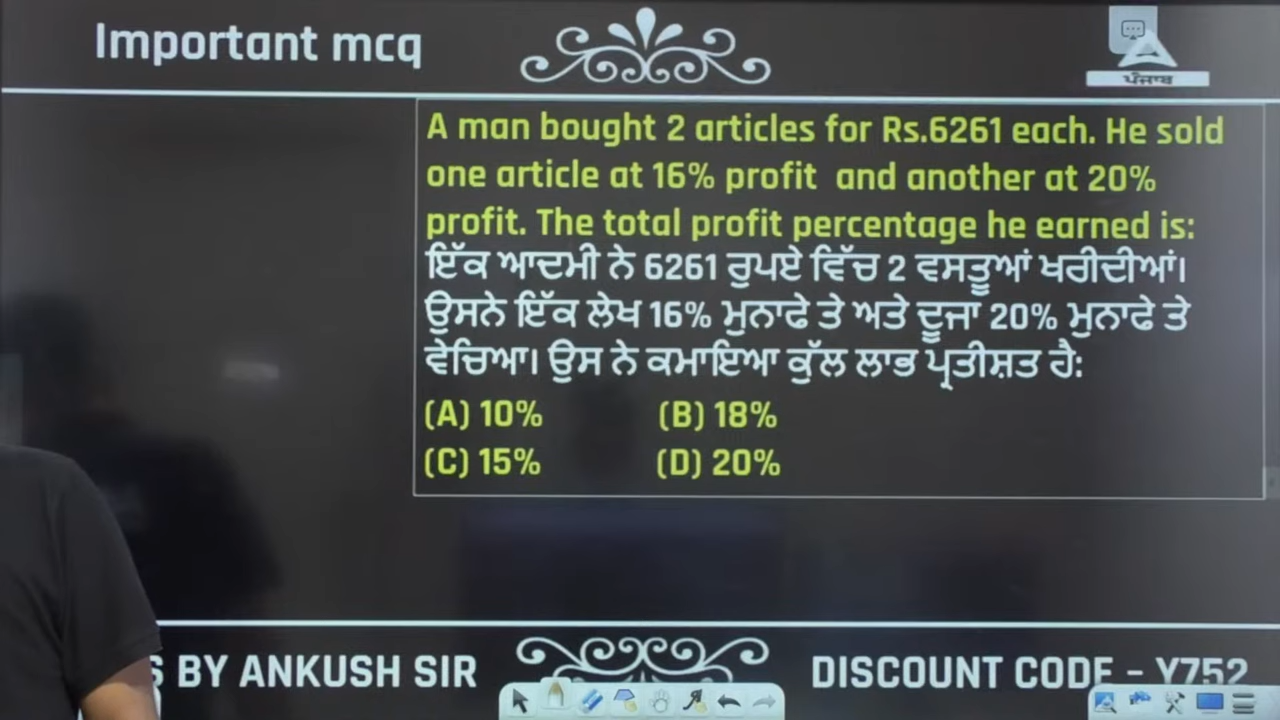 Important mcq
ਪੰਜਾਬ
A man bought 2 articles for Rs.6261 each. He sold
one article at 16% profit and another at 20%
profit. The total profit percentage he earned is:
ਇੱਕ ਆਦਮੀ ਨੇ 6261 ਰੁਪਏ ਵਿੱਚ 2 ਵਸਤੂਆਂ ਖਰੀਦੀਆਂ।
ਉਸਨੇ ਇੱਕ ਲੇਖ 16% ਮੁਨਾਫੇ ਤੇ ਅਤੇ ਦੂਜਾ 20% ਮੁਨਾਫੇ ਤੇ
ਵੇਚਿਆ। ਉਸ ਨੇ ਕਮਾਇਆ ਕੁੱਲ ਲਾਭ ਪ੍ਰਤੀਸ਼ਤ ਹੈ:
(A) 10% (B) 18%
(C) 15% (D) 20%
S BY ANKUSH SIR
DISCOUNT CODE - Y752